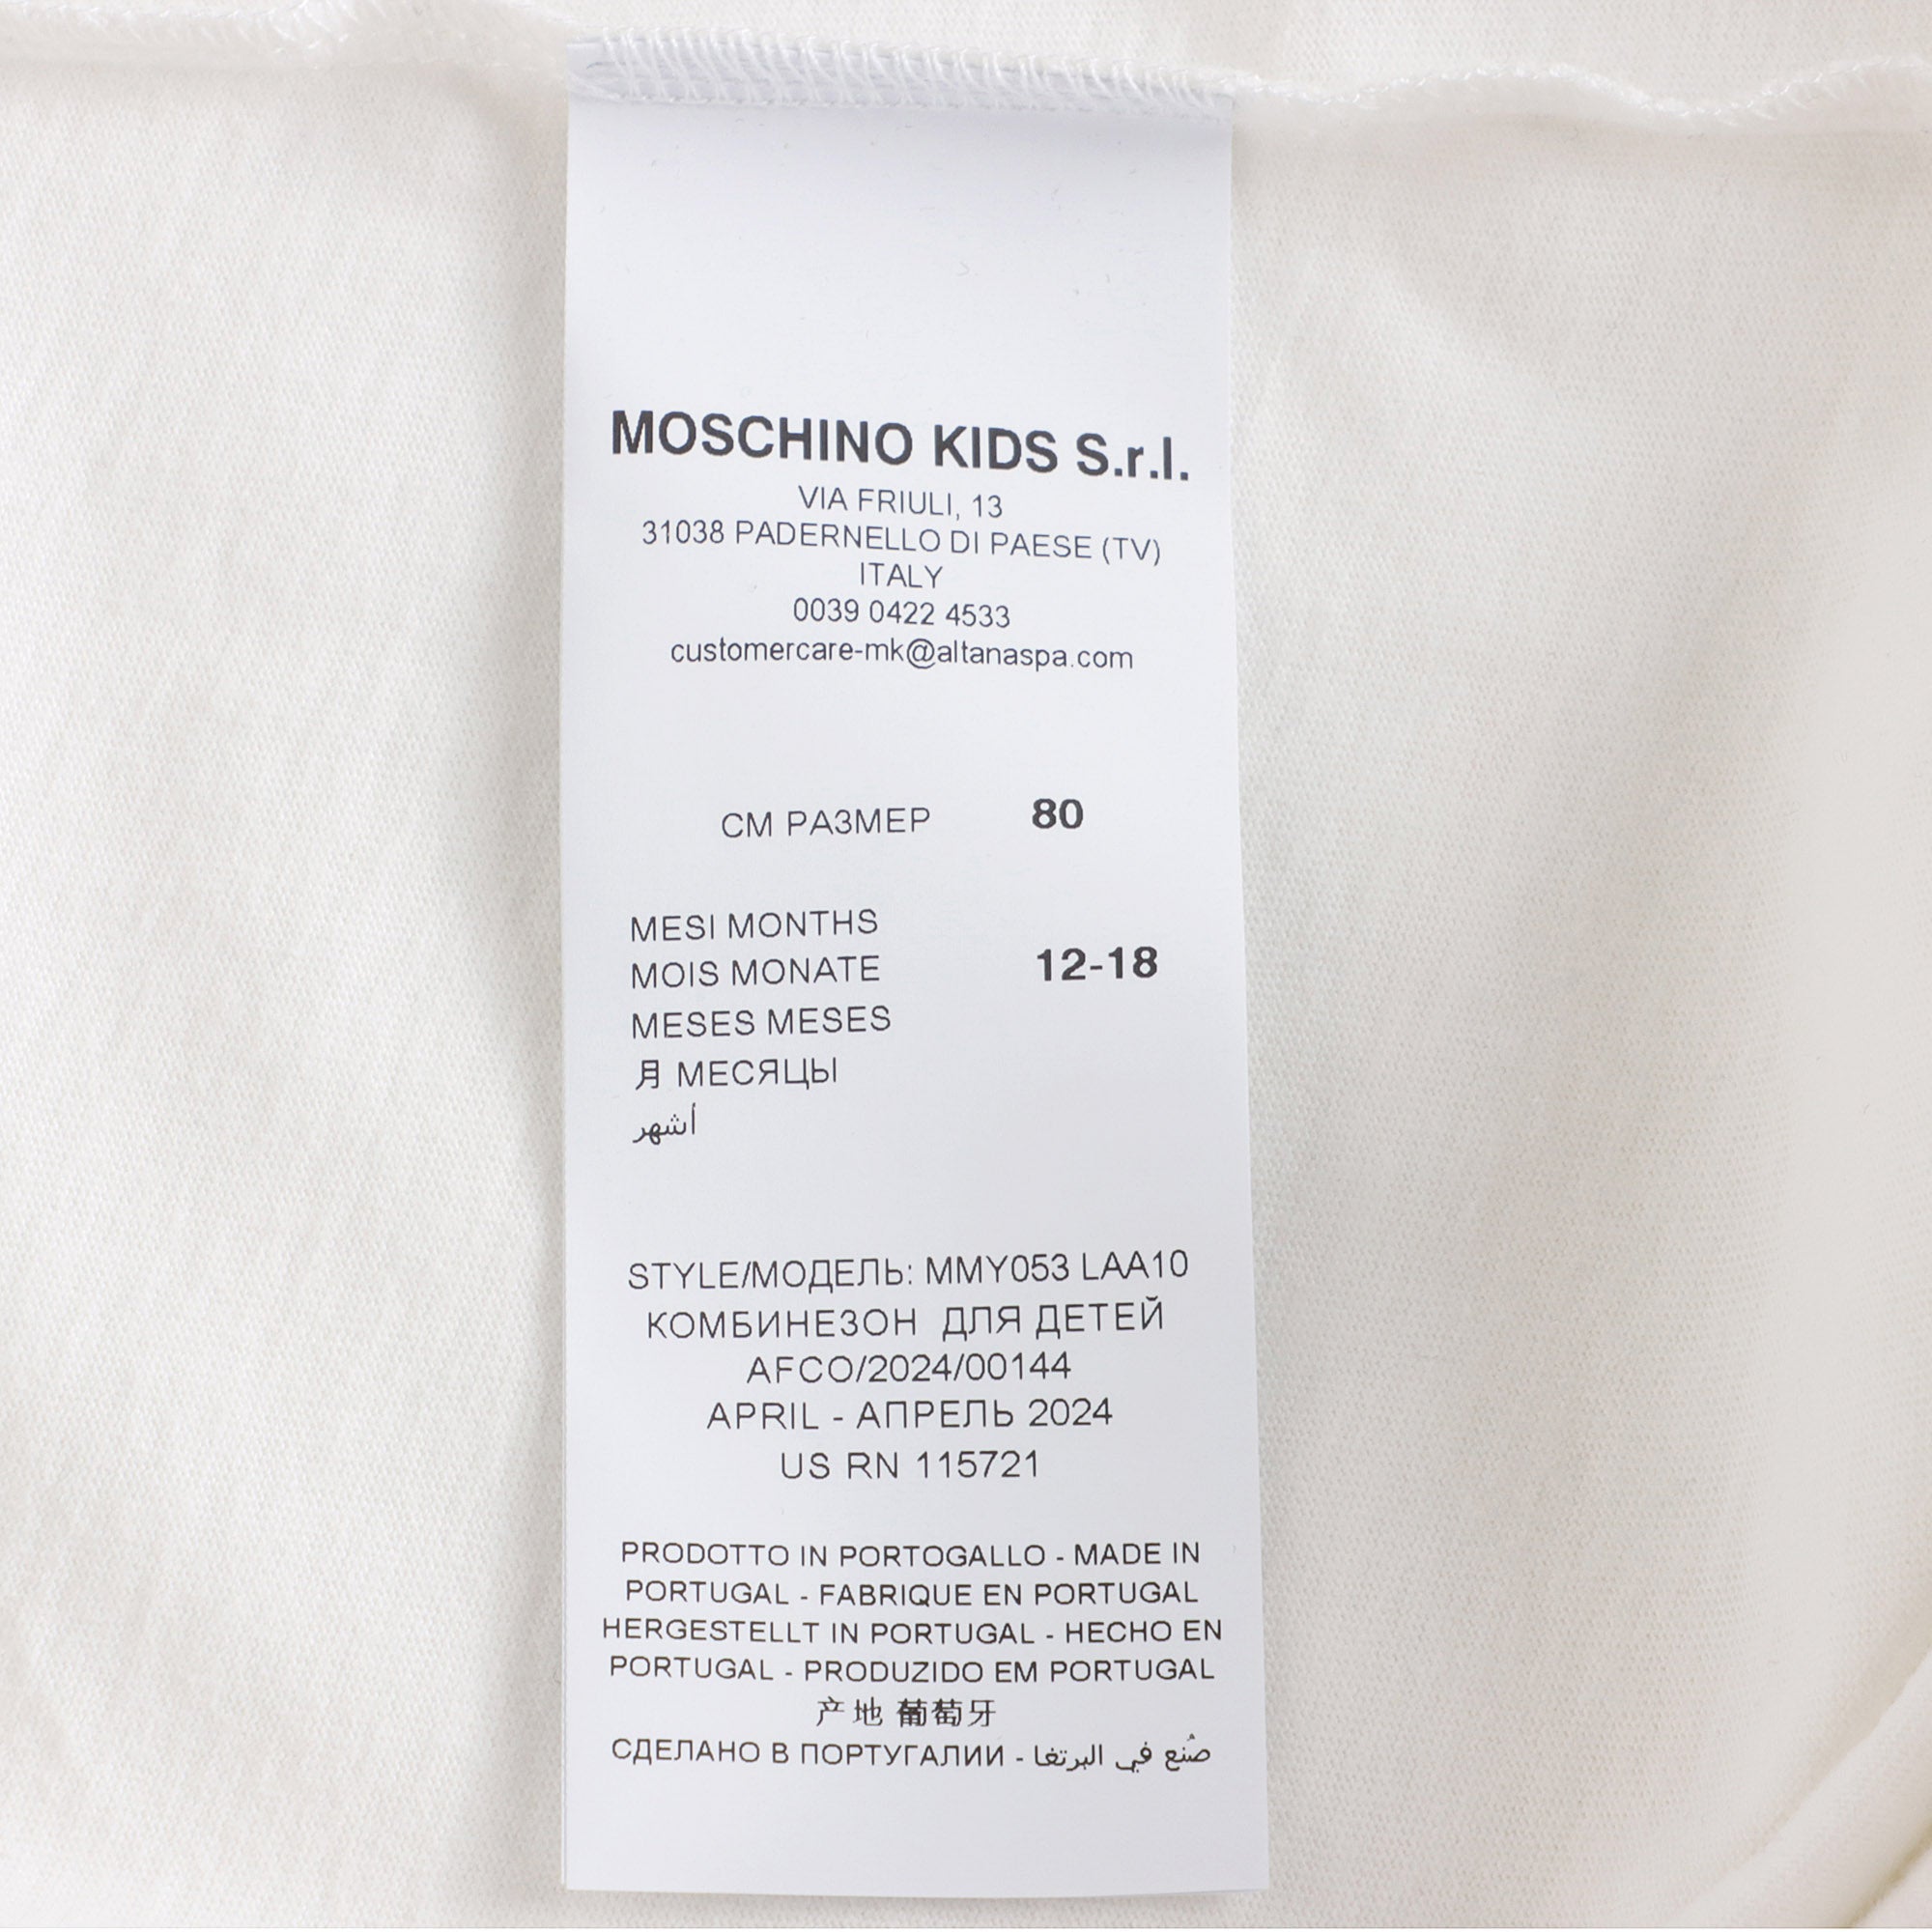 MOSCHINO KIDS S.r.l.
VIA FRIULI, 13
31038 PADERNELLO DI PAESE (TV)
ITALY
0039 0422 4533
customercare-mk@altanaspa.com
СМ РАЗМЕР 80
MESI MONTHS
MOIS MONATE 12-18
MESES MESES
月 МЕСЯЦЫ
أشهر
STYLE/МОДЕЛЬ: MMY053 LAA10
КОМБИНЕЗОН ДЛЯ ДЕТЕЙ
AFCO/2024/00144
APRIL - АПРЕЛЬ 2024
US RN 115721
PRODOTTO IN PORTOGALLO - MADE IN
PORTUGAL - FABRIQUE EN PORTUGAL
HERGESTELLT IN PORTUGAL - HECHO EN
PORTUGAL - PRODUZIDO EM PORTUGAL
产地 葡萄牙
СДЕЛАНО В ПОРТУГАЛИИ - صُنع في البرتغا